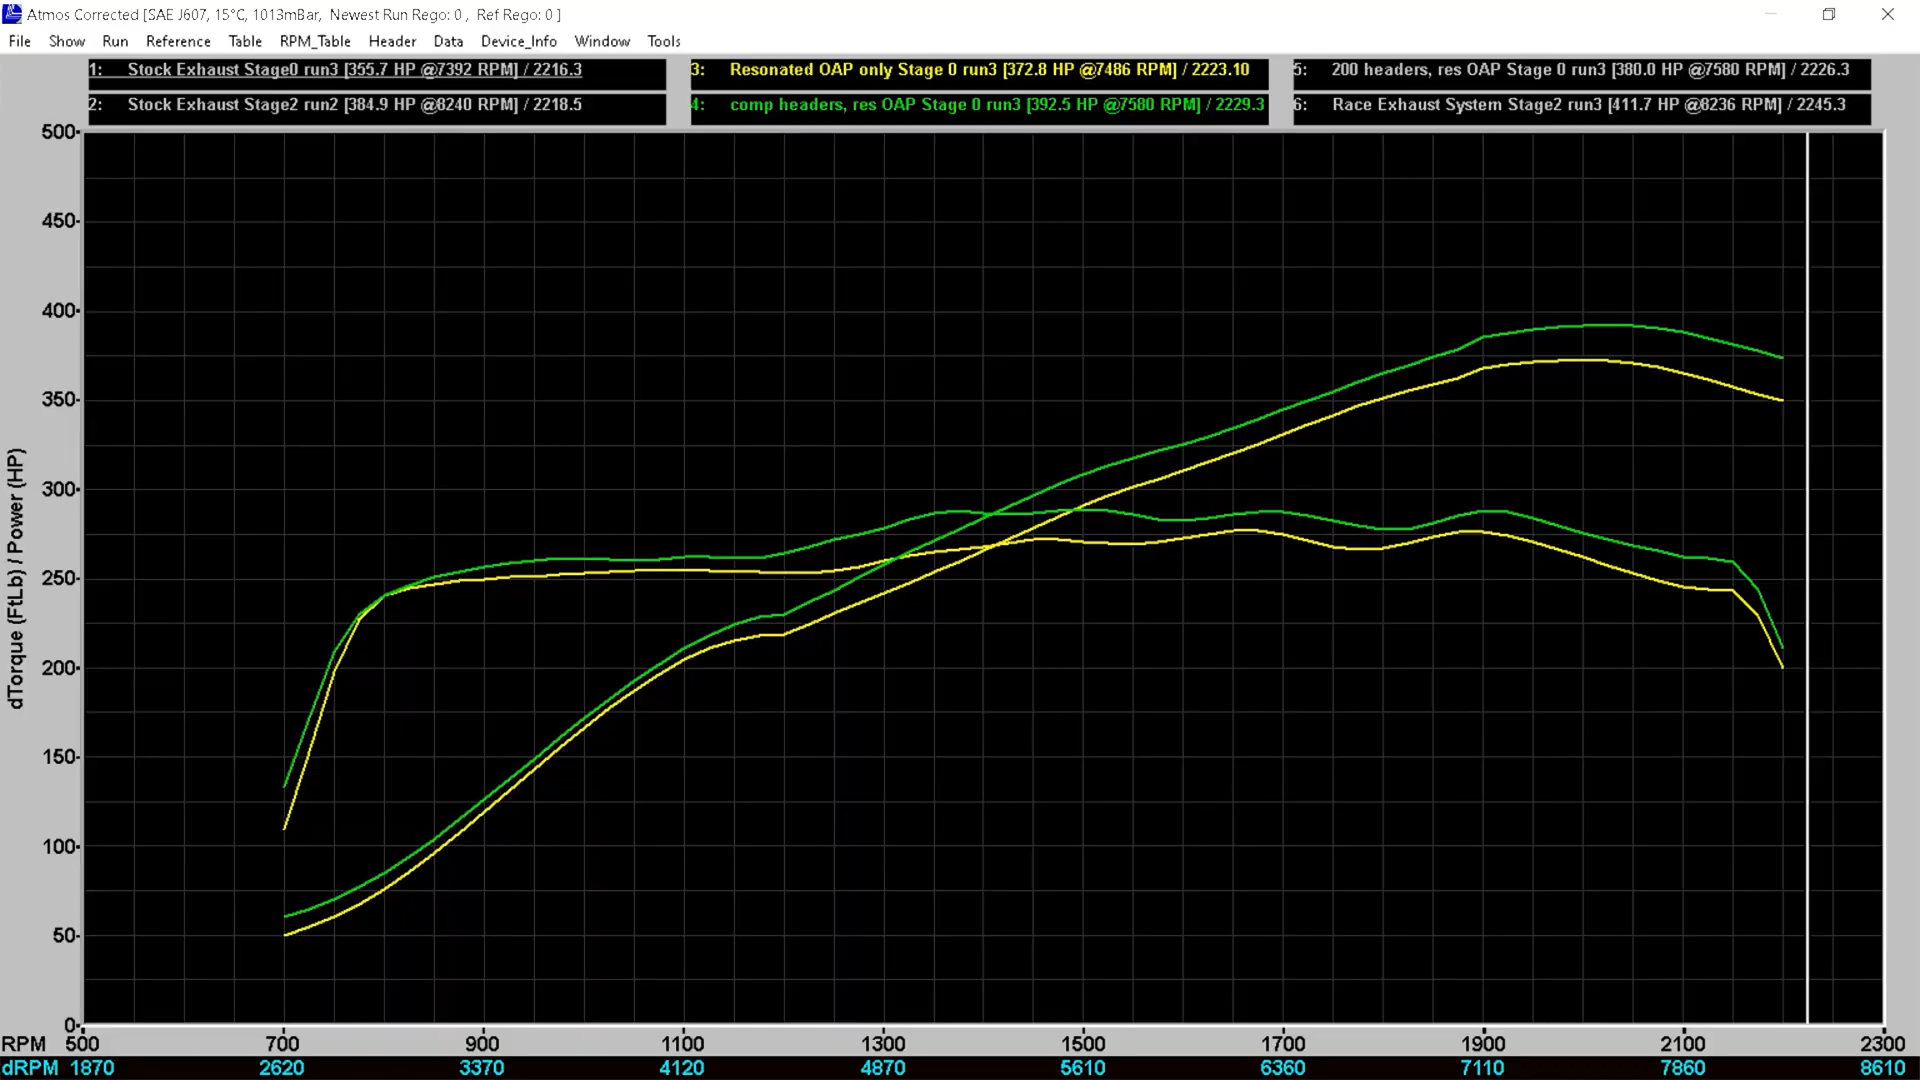 Atmos Corrected [SAE J607, 15°C, 1013mBar, Newest Run Rego: 0 , Ref Rego: 0 ]
File Show Run Reference Table RPM_Table Header Data Device_Info Window Tools
1: Stock Exhaust Stage0 run3 [355.7 HP @7392 RPM] / 2216.3
3: Resonated OAP only Stage 0 run3 [372.8 HP @7486 RPM] / 2223.10
5: 200 headers, res OAP Stage 0 run3 [380.0 HP @7580 RPM] / 2226.3
2: Stock Exhaust Stage2 run2 [384.9 HP @8240 RPM] / 2218.5
4: comp headers, res OAP Stage 0 run3 [392.5 HP @7580 RPM] / 2229.3
6: Race Exhaust System Stage2 run3 [411.7 HP @8236 RPM] / 2245.3
500
450
400
350
300
250
200
150
100
50
0
dTorque (FtLb) / Power (HP)
RPM 500 700 900 1100 1300 1500 1700 1900 2100 2300
dRPM 1870 2620 3370 4120 4870 5610 6360 7110 7860 8610